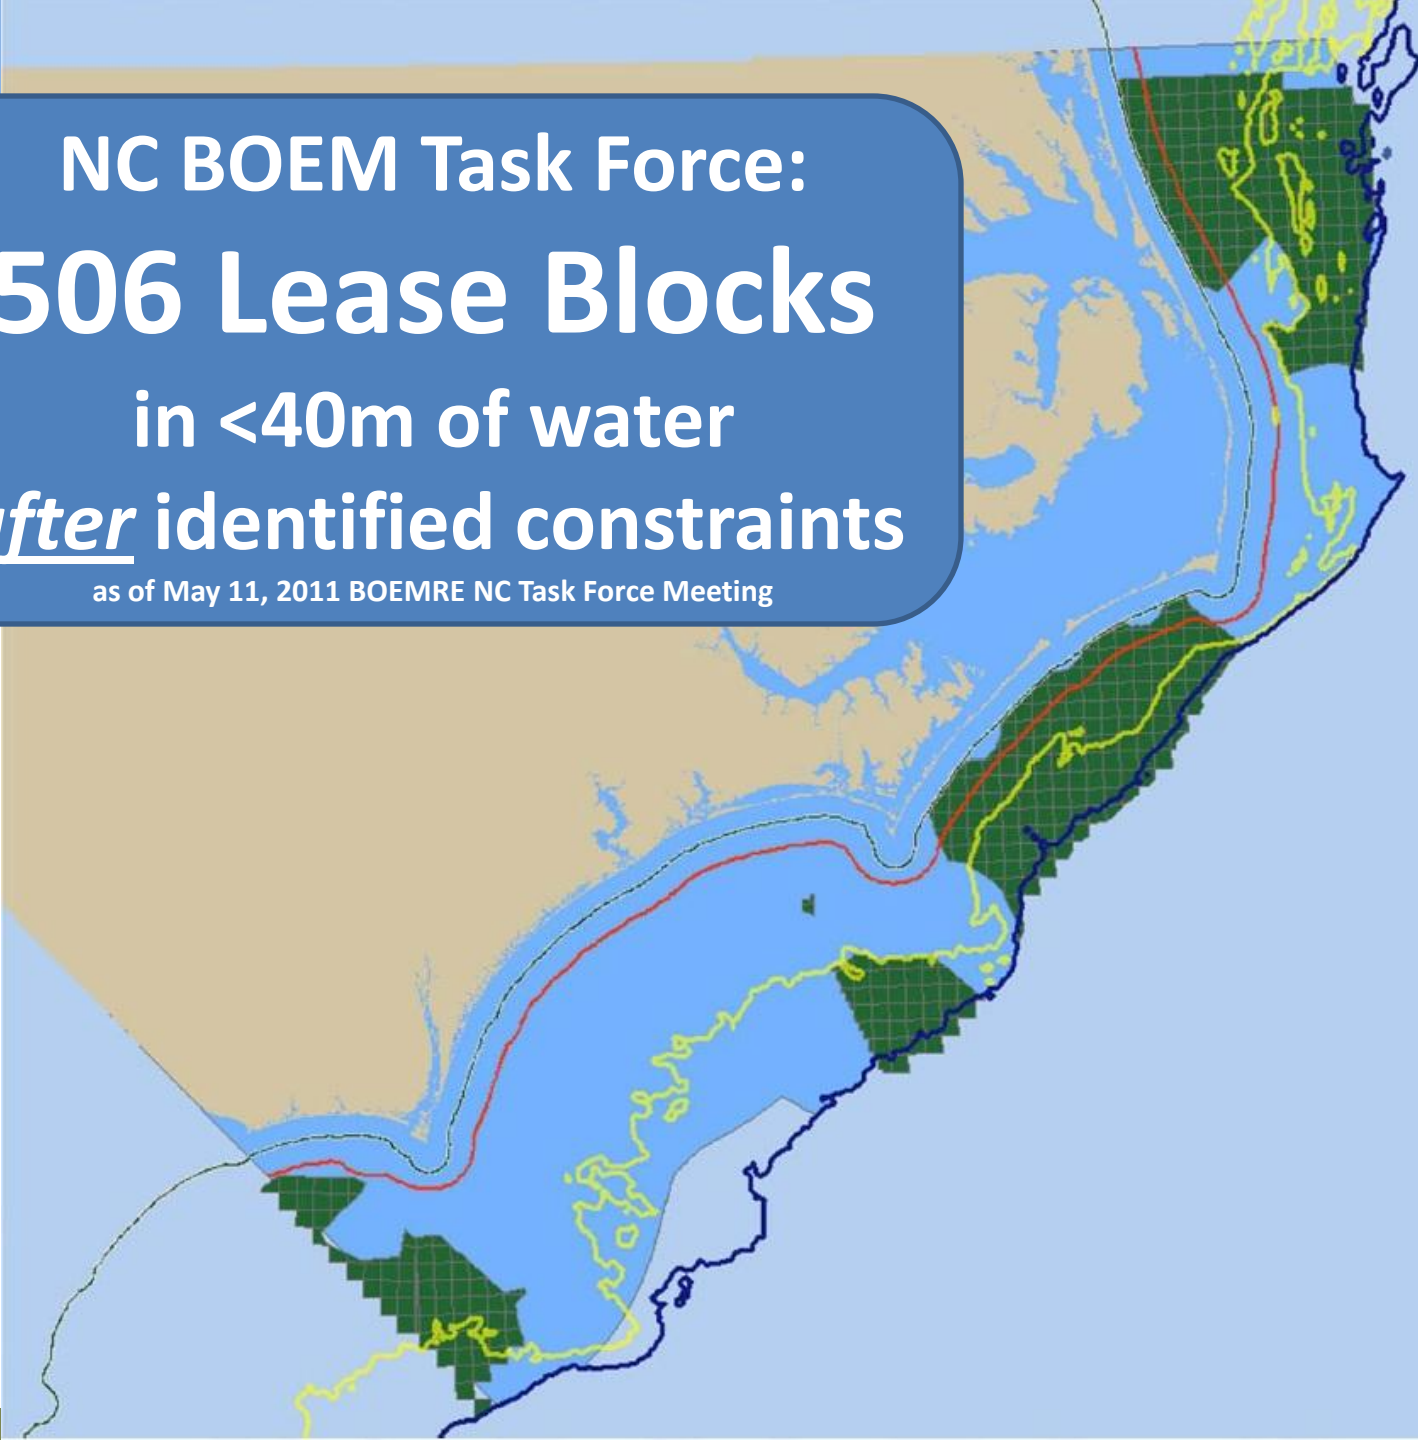 NC BOEM Task Force:
506 Lease Blocks
in <40m of water
after identified constraints
as of May 11, 2011 BOEMRE NC Task Force Meeting